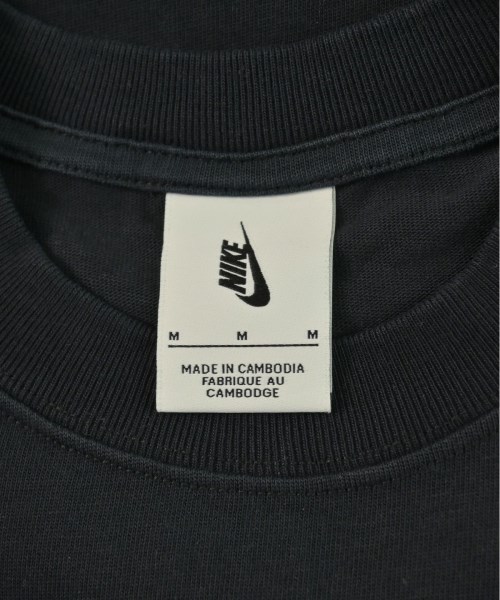 NIKE
M M M
MADE IN CAMBODIA
FABRIQUE AU
CAMBODGE